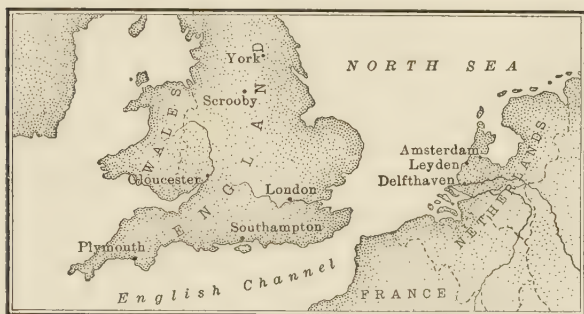 York
NORTH SEA
Scrooby
WALES
ENGLAND
Amsterdam
Leyden
Delfthaven
Gloucester
London
NETHERLANDS
Southampton
Plymouth
English Channel
FRANCE